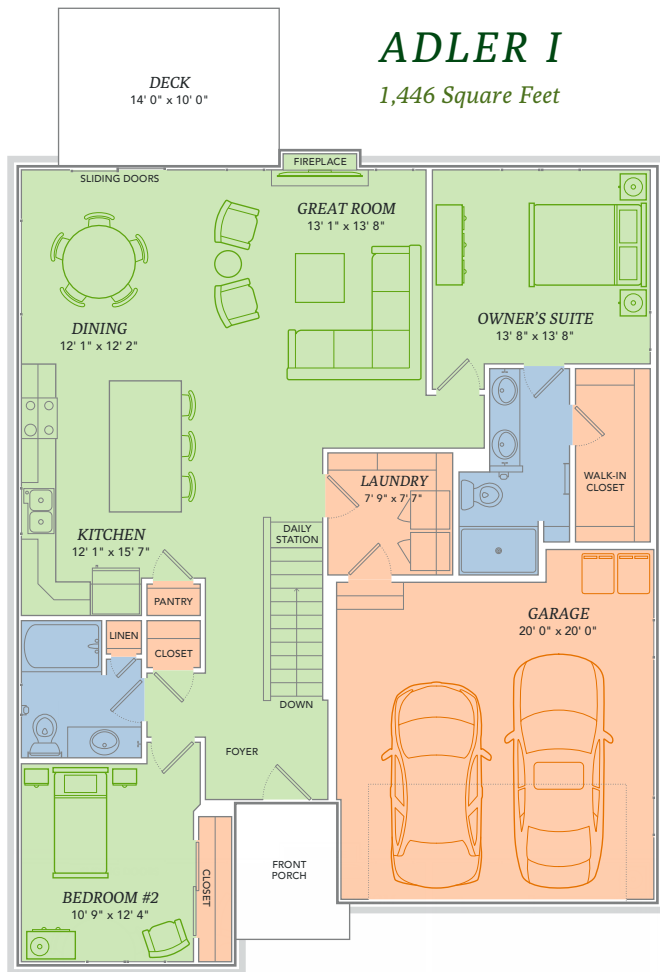 ADLER I
1,446 Square Feet
DECK
14' 0" x 10' 0"
FIREPLACE
SLIDING DOORS
GREAT ROOM
13' 1" x 13' 8"
OWNER'S SUITE
13' 8" x 13' 8"
DINING
12' 1" x 12' 2"
LAUNDRY
7' 9" x 7' 7"
WALK-IN
CLOSET
KITCHEN
12' 1" x 15' 7"
DAILY
STATION
PANTRY
GARAGE
20' 0" x 20' 0"
LINEN
CLOSET
DOWN
FOYER
FRONT
PORCH
CLOSET
BEDROOM #2
10' 9" x 12' 4"